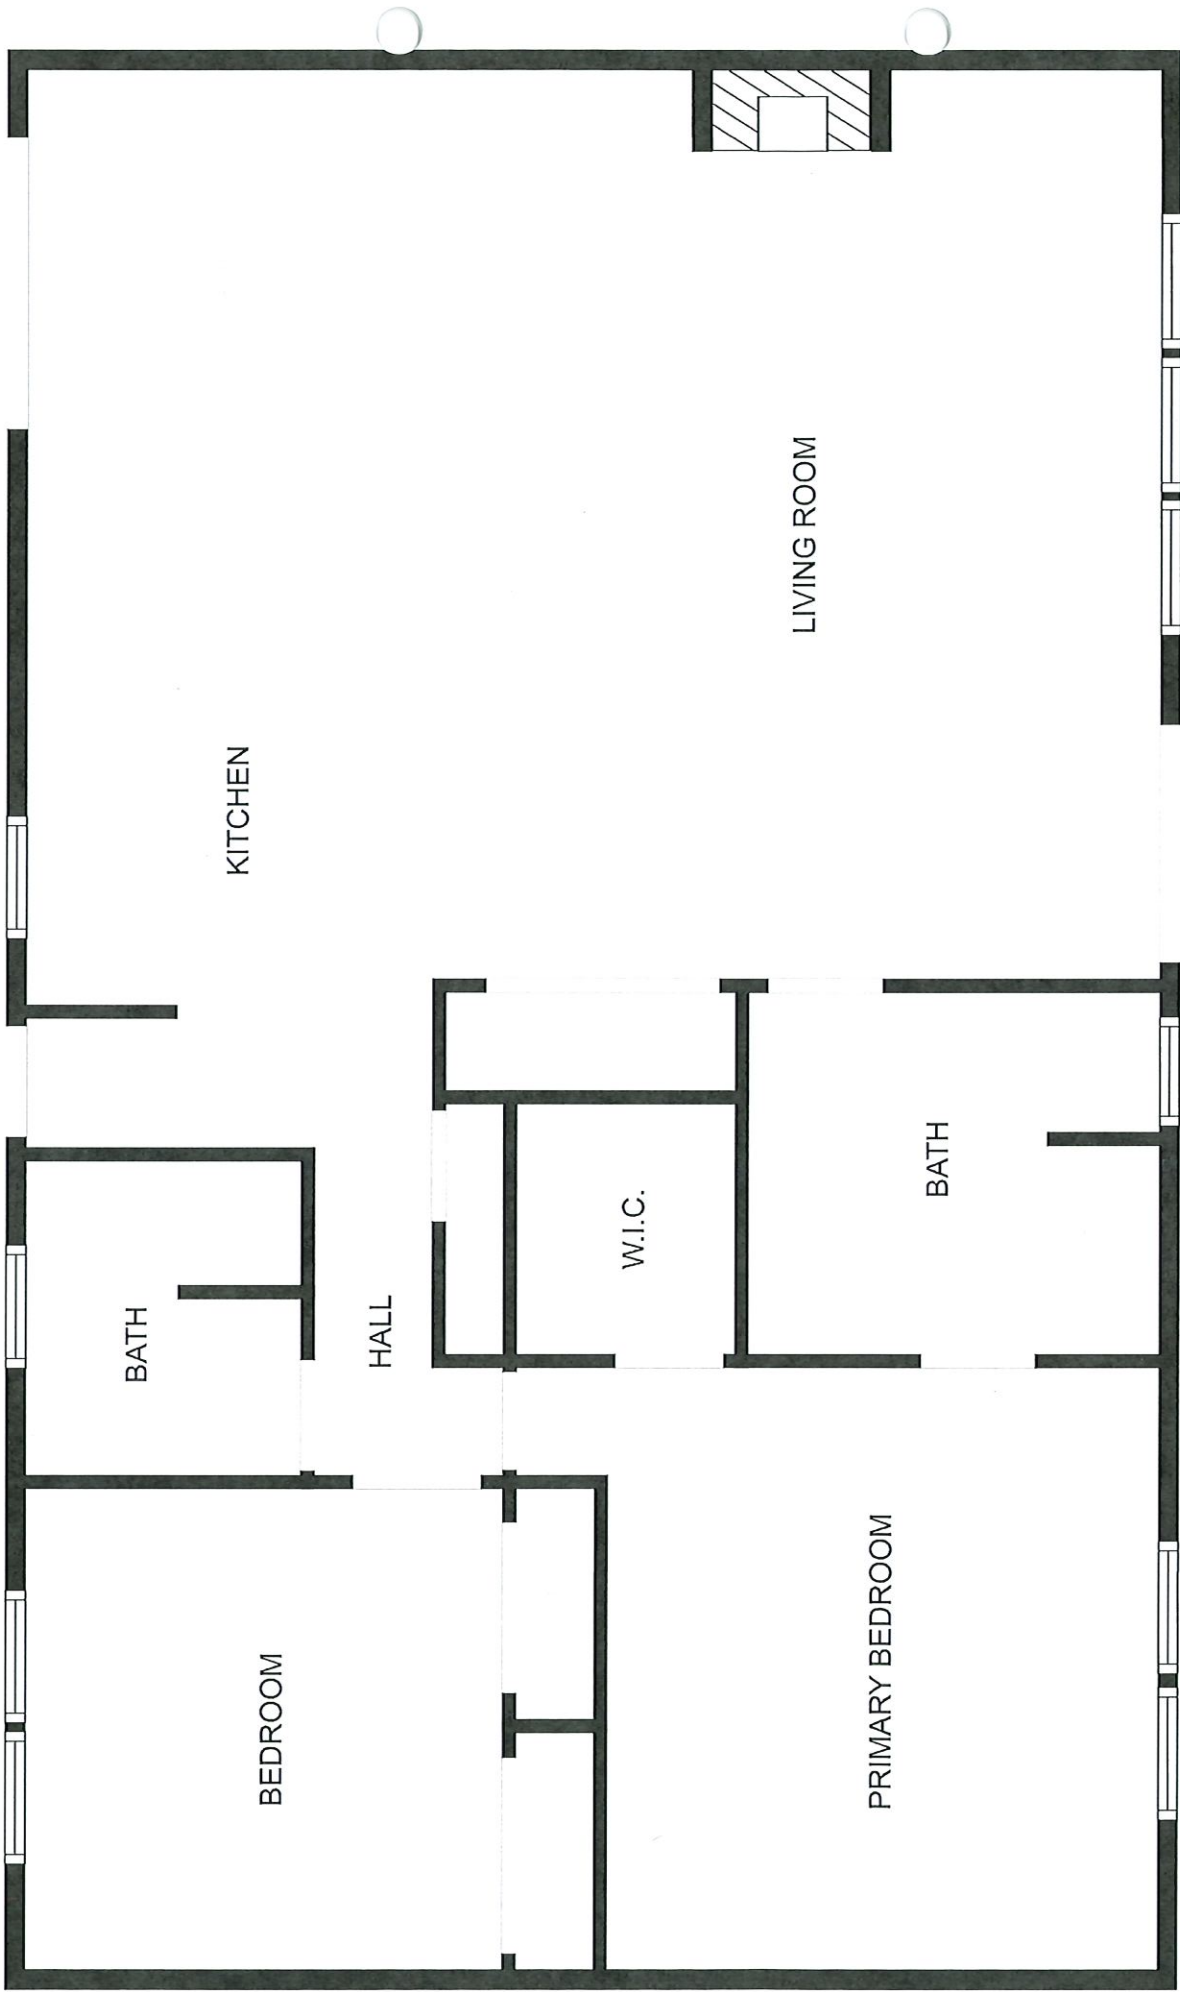 KITCHEN
LIVING ROOM
BATH
HALL
W.I.C.
BATH
BEDROOM
PRIMARY BEDROOM